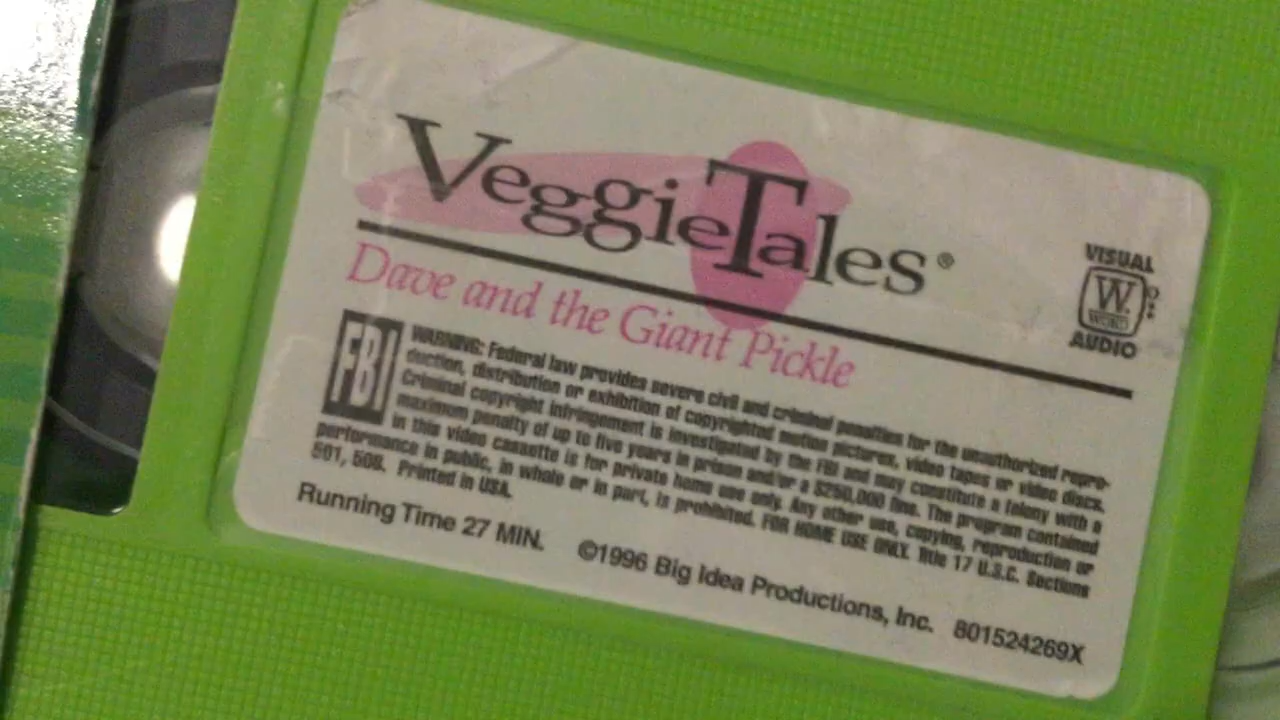 VeggieTales®
Dave and the Giant Pickle
VISUAL
W.
WORD
AUDIO
FBI
WARNING: Federal law provides severe civil and criminal penalties for the unauthorized repro-
duction, distribution or exhibition of copyrighted motion pictures, video tapes or video discs.
Criminal copyright infringement is investigated by the FBI and may constitute a felony with a
maximum penalty of up to five years in prison and/or a $250,000 fine. The program contained
in this video cassette is for private home use only. Any other use, copying, reproduction or
performance in public, in whole or in part, is prohibited. FOR HOME USE ONLY. Title 17 U.S.C. Sections
501, 508. Printed in USA.
Running Time 27 MIN. ©1996 Big Idea Productions, Inc. 801524269X